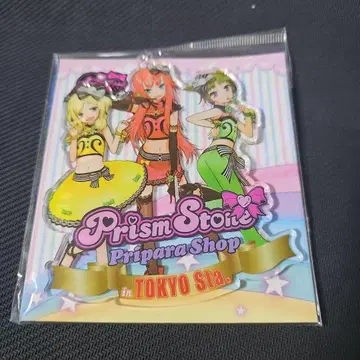 Prism Stone
Pripara Shop
in TOKYO Sta.